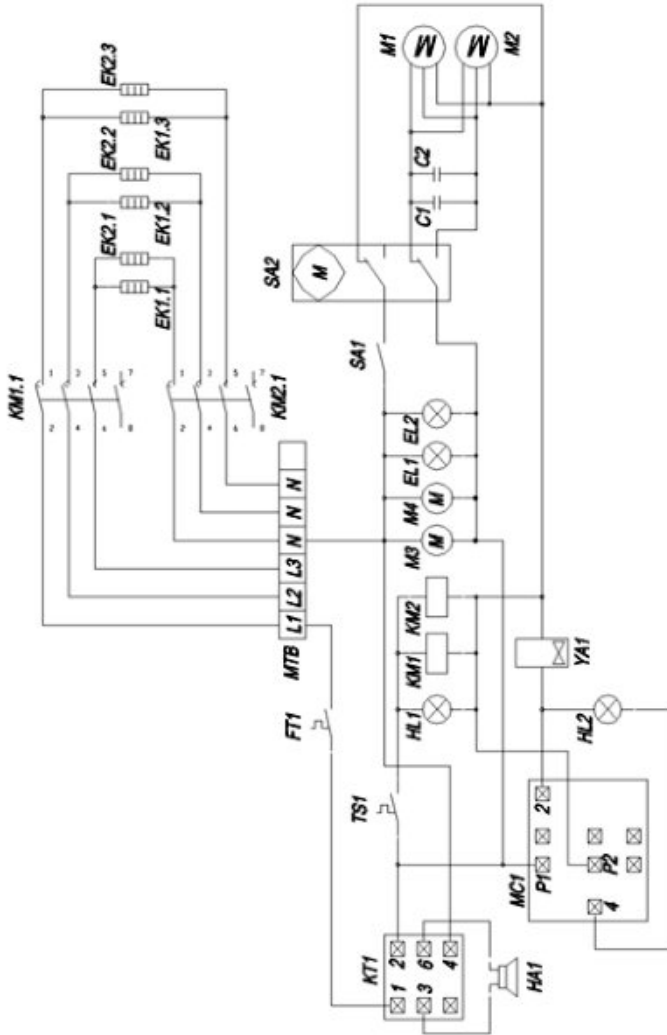 KM1.1
2 1
4 3
6 5
8 7
EK2.1 EK2.2 EK2.3
EK1.1 EK1.2 EK1.3
2 1
4 3
6 5
8 7
KM2.1
FT1
MTB
L1 L2 L3 N N N
SA2
M
KT1
TS1
SA1
M1
M
M
M2
1 2
3 6
4
HL1 KM1 KM2 M3 M4 EL1 EL2
M M
C1 C2
HA1
MC1
P1 2
P2
4
YA1
HL2